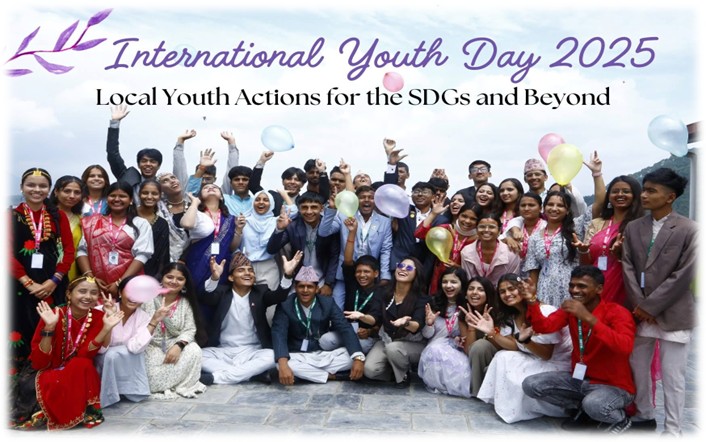 International Youth Day 2025
Local Youth Actions for the SDGs and Beyond